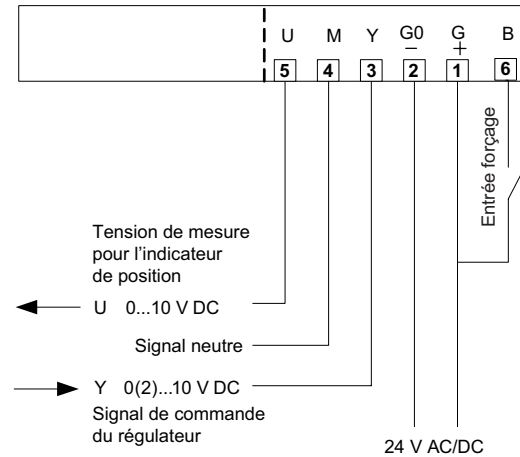 U M Y G0 G B
− +
5 4 3 2 1 6
Entrée forçage
Tension de mesure
pour l'indicateur
de position
U 0...10 V DC
Signal neutre
Y 0(2)...10 V DC
Signal de commande
du régulateur
24 V AC/DC